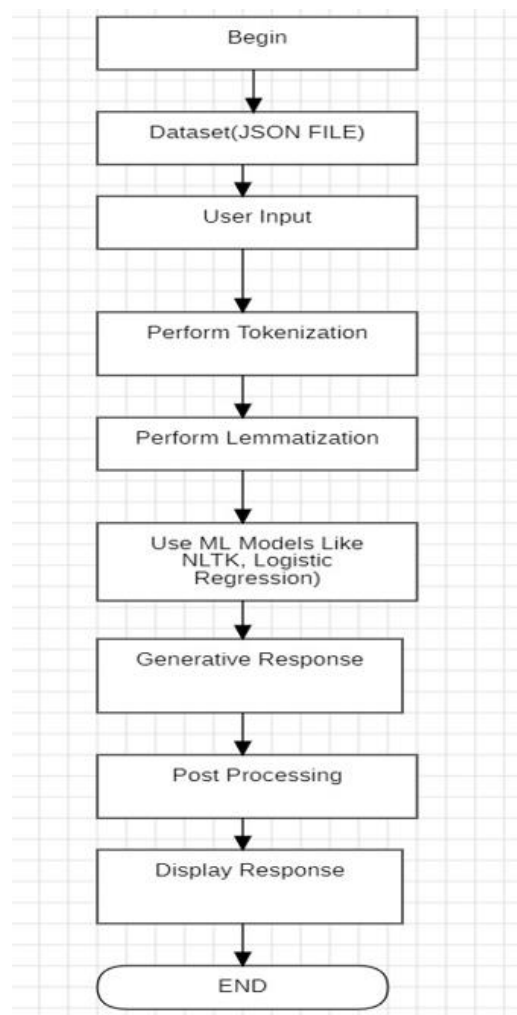 Begin
Dataset(JSON FILE)
User Input
Perform Tokenization
Perform Lemmatization
Use ML Models Like
NLTK, Logistic
Regression)
Generative Response
Post Processing
Display Response
END